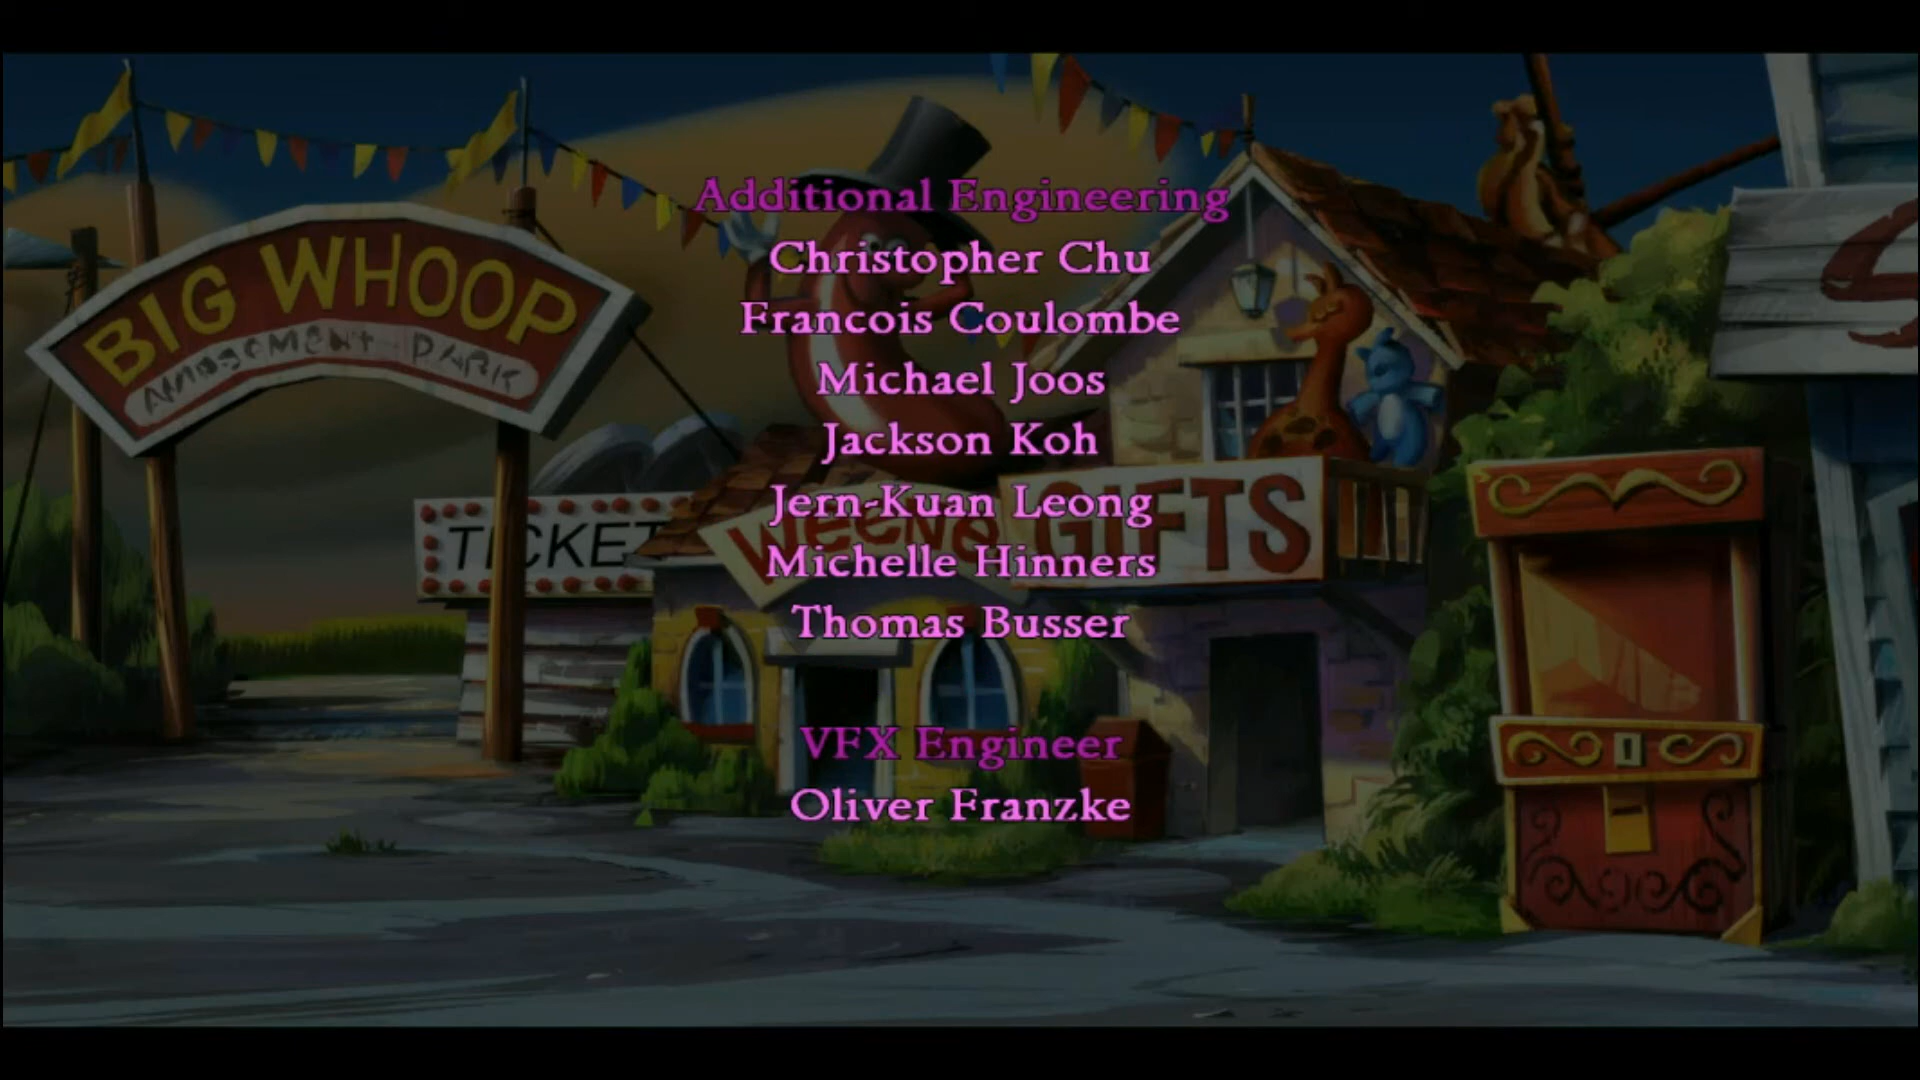 BIG WHOOP
AMUSEMENT PARK
Additional Engineering
Christopher Chu
Francois Coulombe
Michael Joos
Jackson Koh
Jern-Kuan Leong
Michelle Hinners
Thomas Busser
VFX Engineer
Oliver Franzke
TICKET
GIFTS